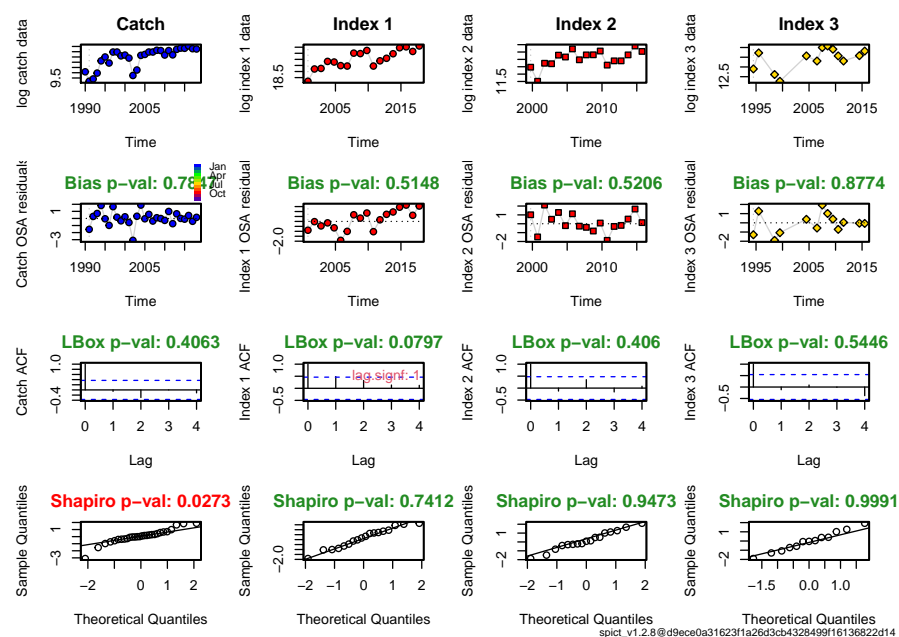 Catch
Index 1
Index 2
Index 3
log catch data
9.5
1990
2005
Time
log index 1 data
18.5
2005
2015
Time
log index 2 data
11.5
2000
2010
Time
log index 3 data
12.5
1995
2005
2015
Time
Jan
Apr
Jul
Oct
Bias p-val: 0.7847
Bias p-val: 0.5148
Bias p-val: 0.5206
Bias p-val: 0.8774
Catch OSA residuals
1
−3
1990
2005
Time
Index 1 OSA residual
−2.0
2005
2015
Time
Index 2 OSA residual
1
−2
2000
2010
Time
Index 3 OSA residual
1
−2
1995
2005
2015
Time
LBox p-val: 0.4063
LBox p-val: 0.0797
LBox p-val: 0.406
LBox p-val: 0.5446
Catch ACF
1.0
−0.4
0 1 2 3 4
Lag
Index 1 ACF
1.0
−0.5
lag.signf: 1
0 1 2 3 4
Lag
Index 2 ACF
1.0
−0.5
0 1 2 3 4
Lag
Index 3 ACF
−0.5
0 1 2 3 4
Lag
Shapiro p-val: 0.0273
Shapiro p-val: 0.7412
Shapiro p-val: 0.9473
Shapiro p-val: 0.9991
Sample Quantiles
1
−3
−2 0 1 2
Theoretical Quantiles
Sample Quantiles
−2.0
−2 0 1 2
Theoretical Quantiles
Sample Quantiles
1
−2
−2 −1 0 1 2
Theoretical Quantiles
Sample Quantiles
1
−2
−1.5 0.0 1.0
Theoretical Quantiles
spict_v1.2.8@d9ece0a31623f1a26d3cb4328499f16136822d14